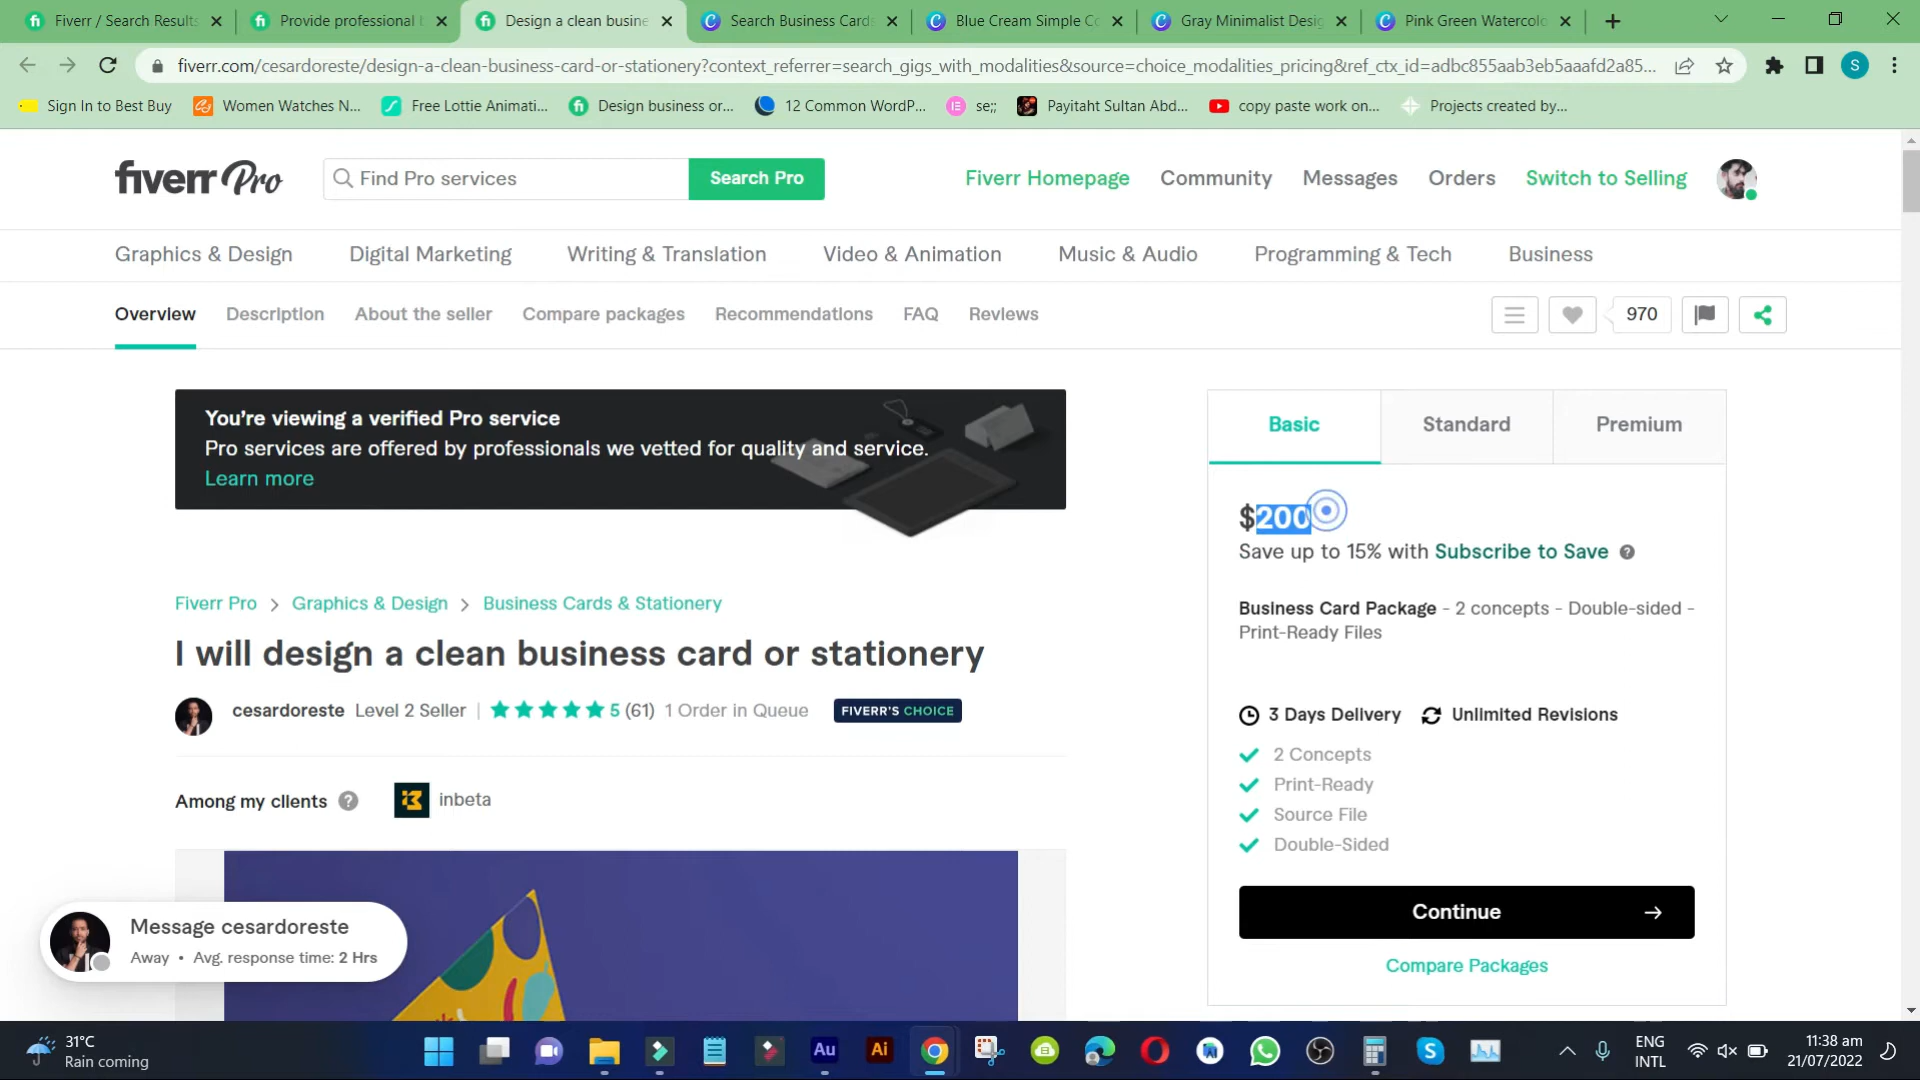 Fiverr / Search Results
Provide professional b
Design a clean busine
Search Business Cards
Blue Cream Simple Co
Gray Minimalist Desig
Pink Green Watercolo
fiverr.com/cesardoreste/design-a-clean-business-card-or-stationery?context_referrer=search_gigs_with_modalities&source=choice_modalities_pricing&ref_ctx_id=adbc855aab3eb5aaafd2a85...
S
Sign In to Best Buy
Women Watches N...
Free Lottie Animati...
Design business or...
12 Common WordP...
se;;
Payitaht Sultan Abd...
copy paste work on...
Projects created by...
fiverr Pro
Find Pro services
Search Pro
Fiverr Homepage
Community
Messages
Orders
Switch to Selling
Graphics & Design
Digital Marketing
Writing & Translation
Video & Animation
Music & Audio
Programming & Tech
Business
Overview
Description
About the seller
Compare packages
Recommendations
FAQ
Reviews
970
You're viewing a verified Pro service
Pro services are offered by professionals we vetted for quality and service.
Learn more
Fiverr Pro > Graphics & Design > Business Cards & Stationery
I will design a clean business card or stationery
cesardoreste Level 2 Seller | 5 (61) 1 Order in Queue FIVERR'S CHOICE
Among my clients ? inbeta
Message cesardoreste
Away • Avg. response time: 2 Hrs
Basic
Standard
Premium
$200
Save up to 15% with Subscribe to Save ?
Business Card Package - 2 concepts - Double-sided -
Print-Ready Files
3 Days Delivery
Unlimited Revisions
2 Concepts
Print-Ready
Source File
Double-Sided
Continue →
Compare Packages
31°C
Rain coming
Au
Ai
ENG
INTL
11:38 am
21/07/2022